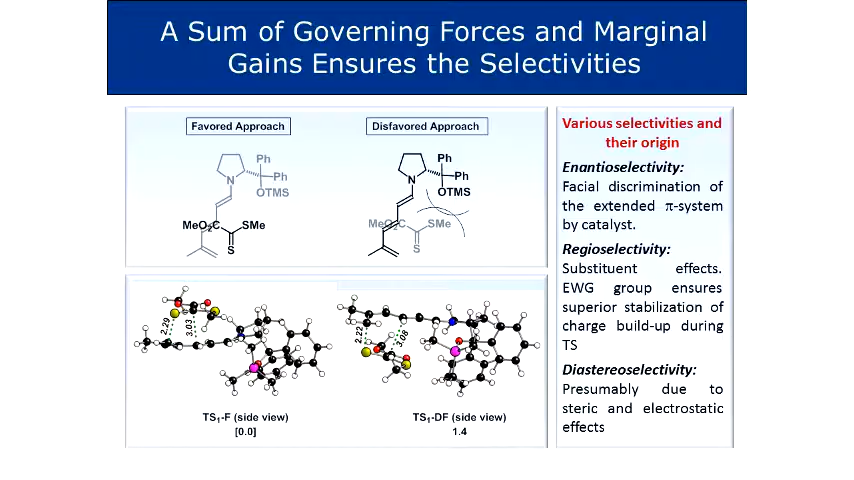 A Sum of Governing Forces and Marginal
Gains Ensures the Selectivities
Favored Approach
Disfavored Approach
Ph
Ph
N
OTMS
MeO₂C
SMe
S
Ph
Ph
N
OTMS
MeO₂C
SMe
S
2.29
3.03
2.22
3.08
TS₁-F (side view)
[0.0]
TS₁-DF (side view)
1.4
Various selectivities and
their origin
Enantioselectivity:
Facial discrimination of
the extended π-system
by catalyst.
Regioselectivity:
Substituent effects.
EWG group ensures
superior stabilization of
charge build-up during
TS
Diastereoselectivity:
Presumably due to
steric and electrostatic
effects